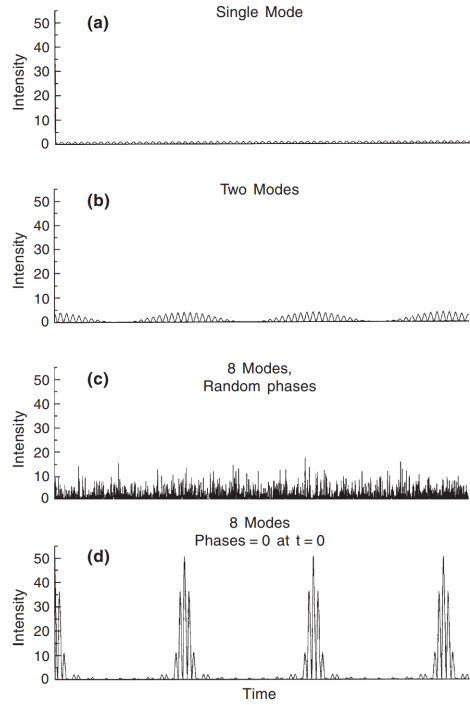 Single Mode
(a)
50
40
30
20
10
0
Intensity
Two Modes
(b)
50
40
30
20
10
0
Intensity
8 Modes,
Random phases
(c)
50
40
30
20
10
0
Intensity
8 Modes
Phases = 0 at t = 0
(d)
50
40
30
20
10
0
Intensity
Time